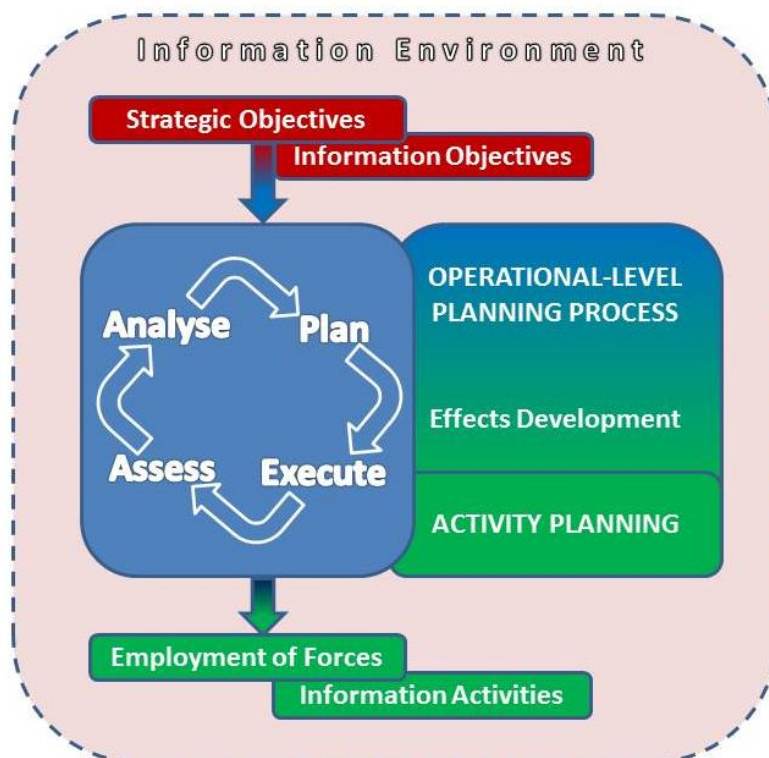 Information Environment
Strategic Objectives
Information Objectives
OPERATIONAL-LEVEL
PLANNING PROCESS
Analyse
Plan
Effects Development
Assess
Execute
ACTIVITY PLANNING
Employment of Forces
Information Activities